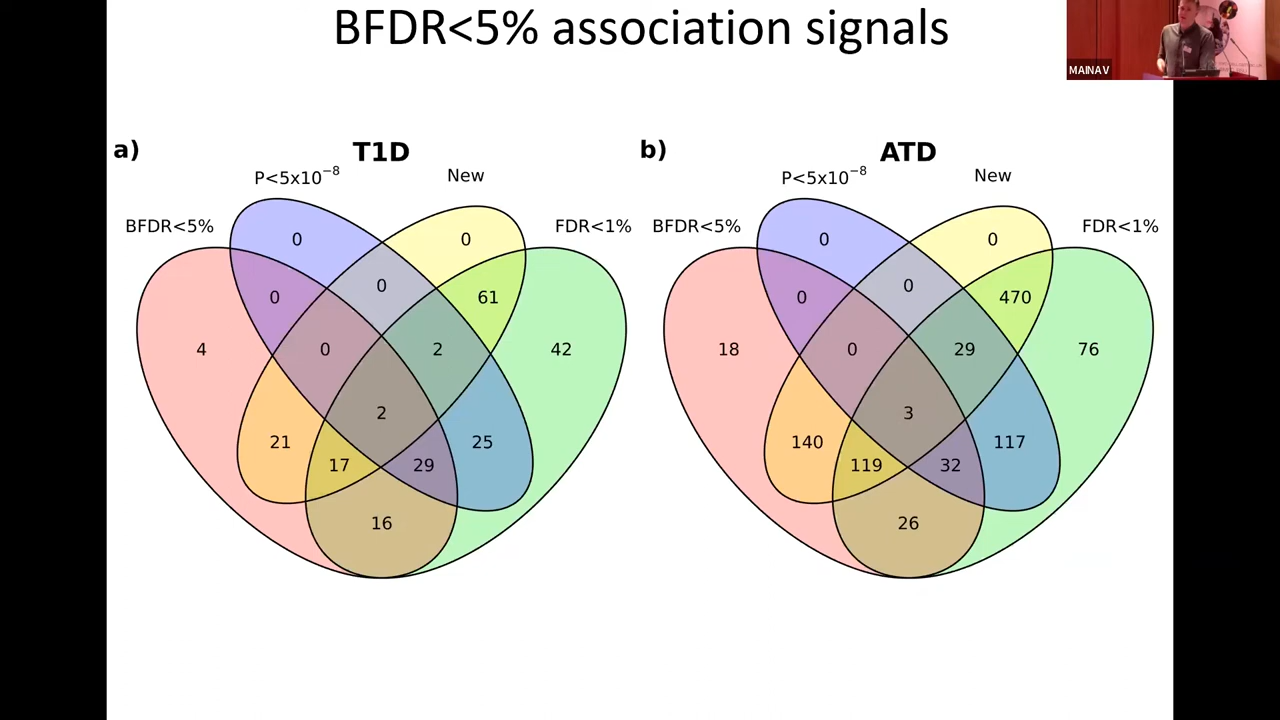 BFDR<5% association signals
MAINAV
a)
T1D
P<5x10⁻⁸
New
BFDR<5%
FDR<1%
0
0
0
0
61
4
0
2
42
2
21
25
17
29
16
b)
ATD
P<5x10⁻⁸
New
BFDR<5%
FDR<1%
0
0
0
0
470
18
0
29
76
3
140
117
119
32
26